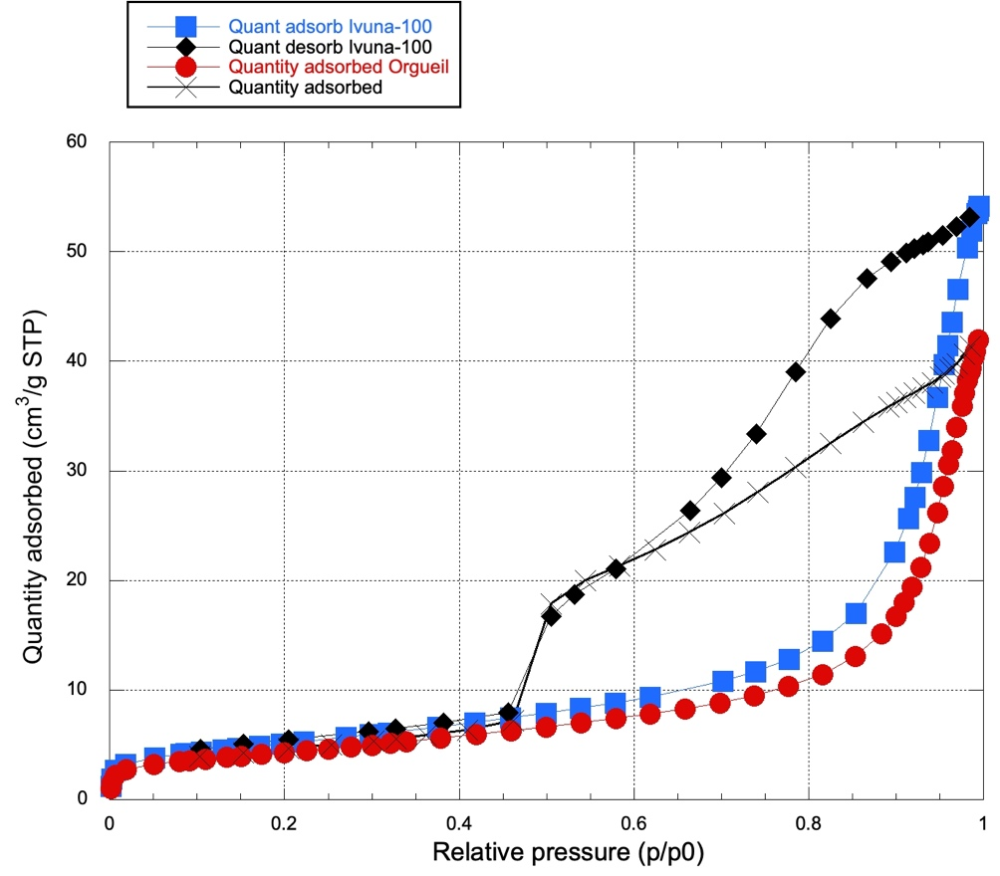 Quant adsorb Ivuna-100
Quant desorb Ivuna-100
Quantity adsorbed Orgueil
Quantity adsorbed
60
50
40
30
20
10
0
Quantity adsorbed (cm³/g STP)
0 0.2 0.4 0.6 0.8 1
Relative pressure (p/p0)